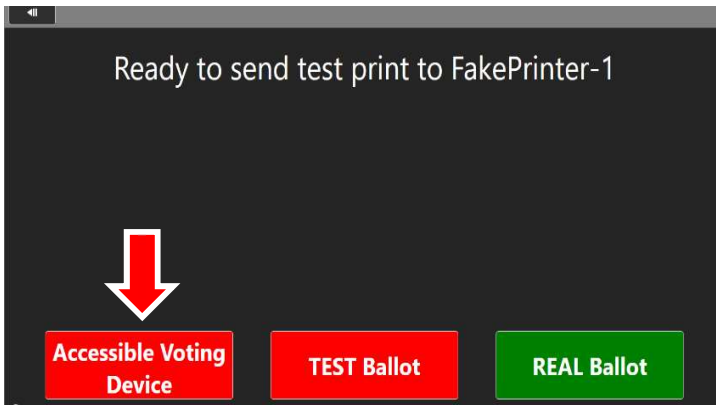 Ready to send test print to FakePrinter-1
Accessible Voting
Device
TEST Ballot
REAL Ballot